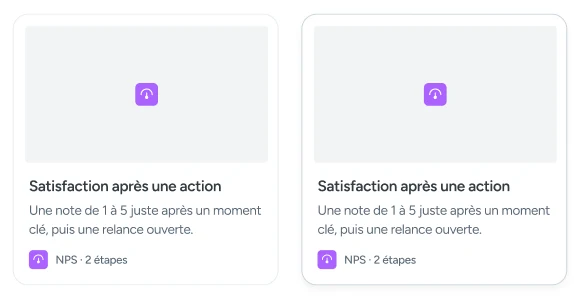 Satisfaction après une action
Une note de 1 à 5 juste après un moment
clé, puis une relance ouverte.
NPS · 2 étapes
Satisfaction après une action
Une note de 1 à 5 juste après un moment
clé, puis une relance ouverte.
NPS · 2 étapes